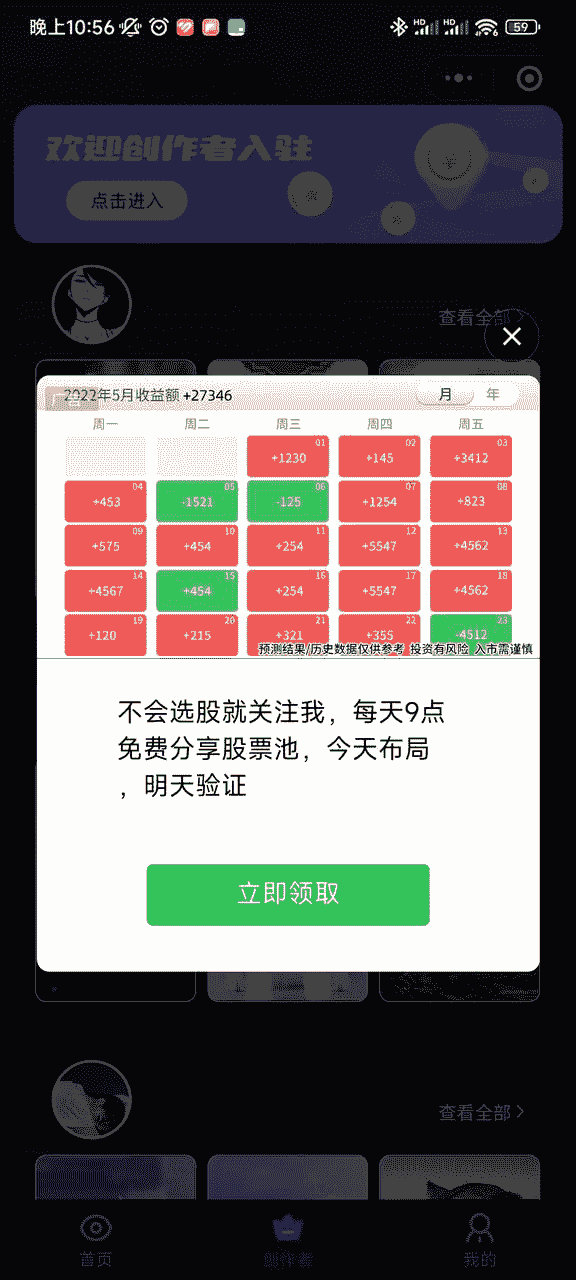 晚上10:56
HD
HD
59
欢迎创作者入驻
点击进入
查看全部
广告
2022年5月收益额 +27346
月 年
周一 周二 周三 周四 周五
01 02 03
+1230 +145 +3412
04 05 06 07 08
+453 -1521 -125 +1254 +823
09 10 11 12 13
+575 +454 +254 +5547 +4562
14 15 16 17 18
+4567 +454 +254 +5547 +4562
19 20 21 22 23
+120 +215 +321 +355 -4512
预测结果/历史数据仅供参考 投资有风险 入市需谨慎
不会选股就关注我，每天9点
免费分享股票池，今天布局
，明天验证
立即领取
查看全部
首页 创作者 我的